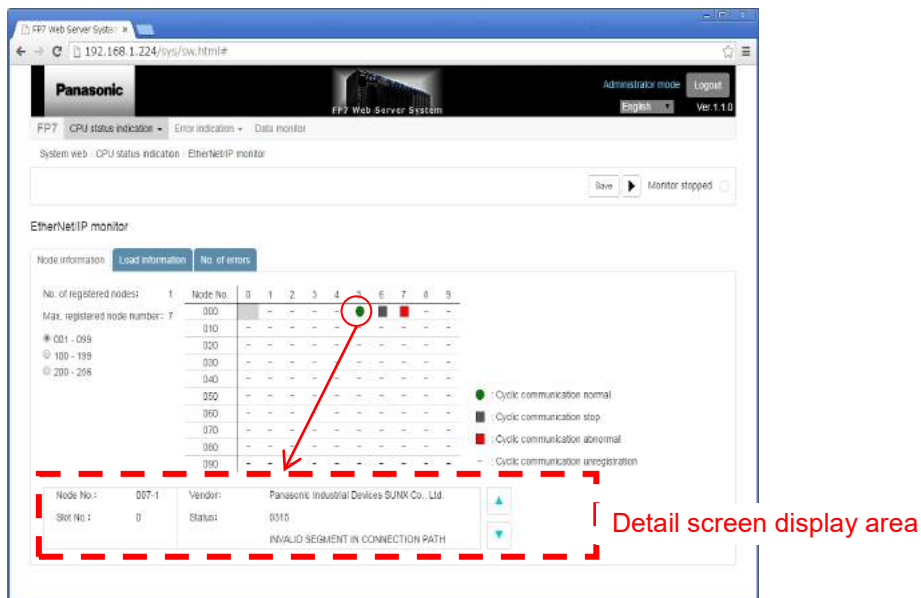 FP7 Web Server System ×
192.168.1.224/sys/sw.html#
Panasonic
FP7 Web Server System
Administrator mode Logout
English Ver.1.1.0
FP7 CPU status indication Error indication Data monitor
System web / CPU status indication / EtherNet/IP monitor
Save Monitor stopped
EtherNet/IP monitor
Node information Load information No. of errors
No. of registered nodes: 1
Max. registered node number: 7
001 - 099
100 - 199
200 - 256
Node No. 0 1 2 3 4 5 6 7 8 9
000 - - - - - -
010 - - - - - - - - - -
020 - - - - - - - - - -
030 - - - - - - - - - -
040 - - - - - - - - - -
050 - - - - - - - - - -
060 - - - - - - - - - -
070 - - - - - - - - - -
080 - - - - - - - - - -
090 - - - - - - - - - -
: Cyclic communication normal
: Cyclic communication stop
: Cyclic communication abnormal
- : Cyclic communication unregistration
Node No.: 007-1 Vendor: Panasonic Industrial Devices SUNX Co., Ltd.
Slot No.: 0 Status: 0315
INVALID SEGMENT IN CONNECTION PATH
Detail screen display area